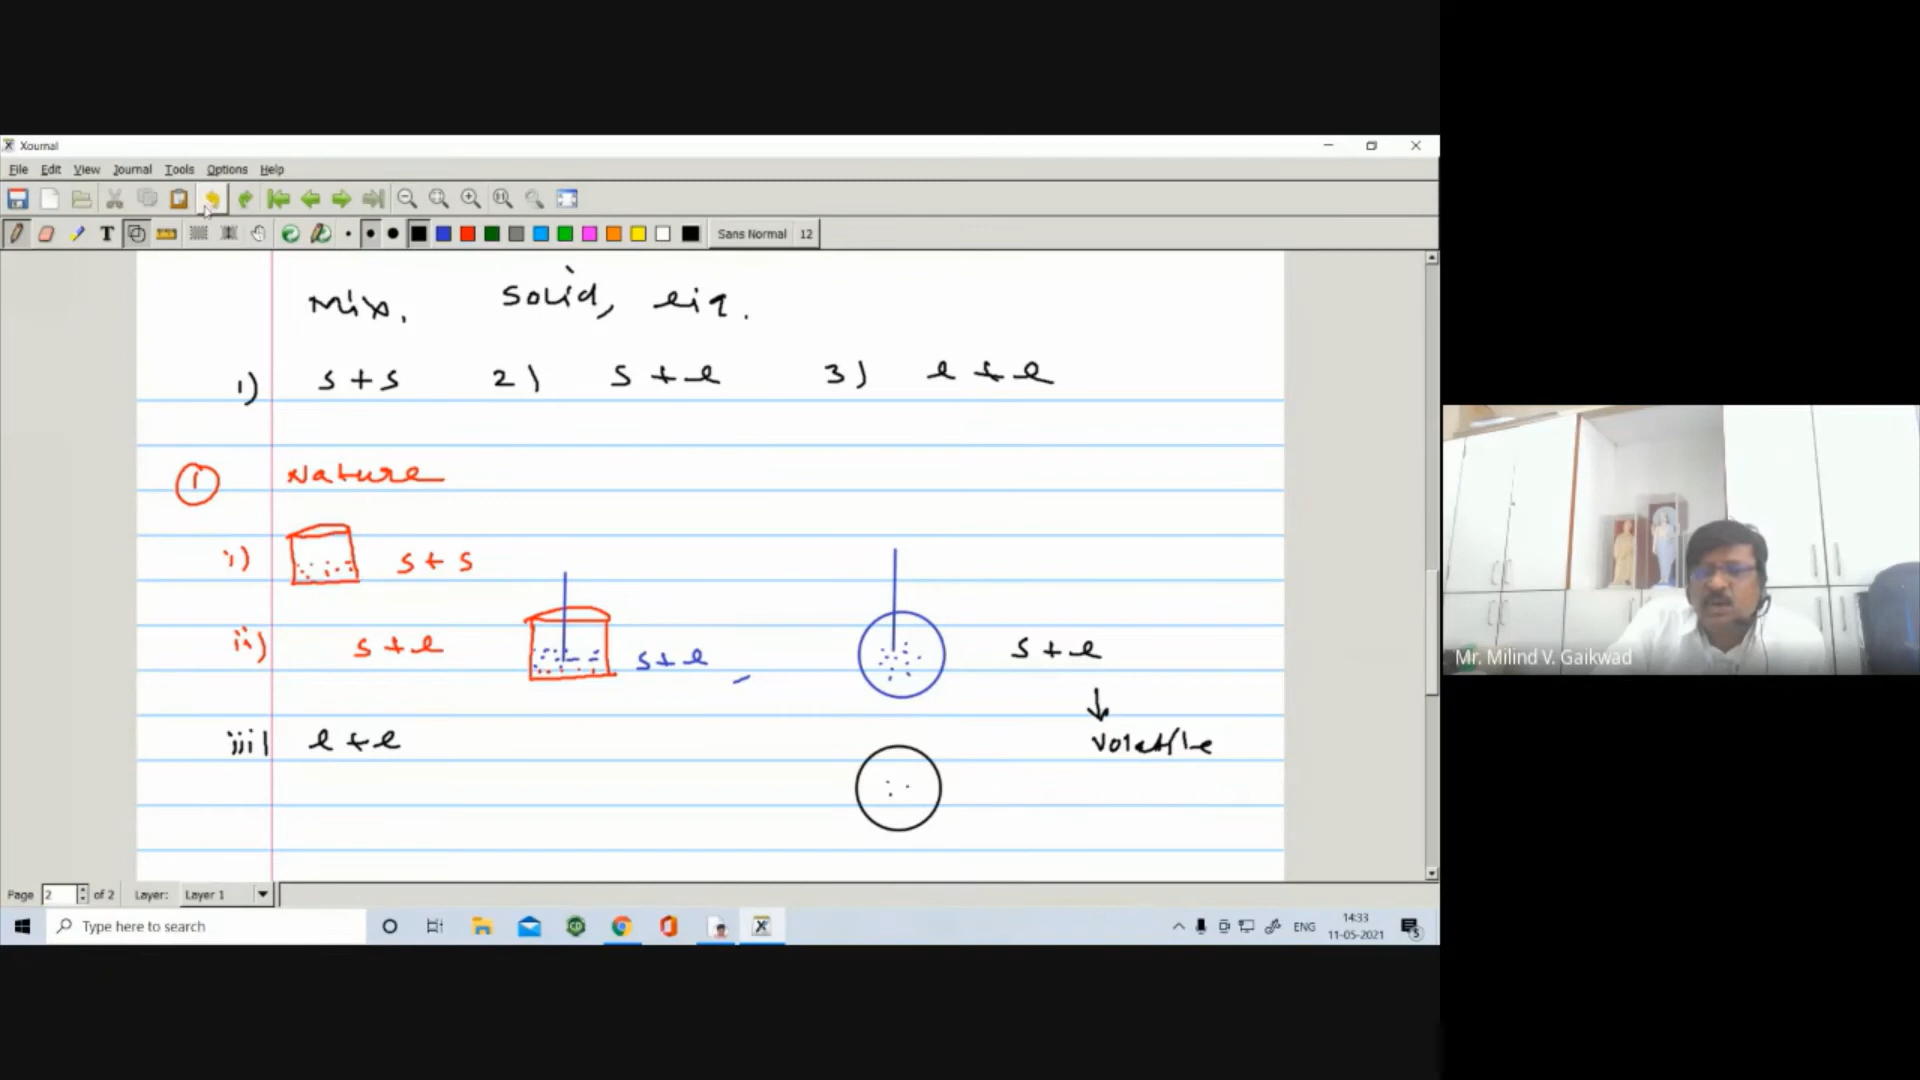 Xournal
File Edit View Journal Tools Options Help
T Sans Normal 12
Mix. Solid, liq.
1) s + s 2) s + l 3) l + l
1 Nature
i) s + s
ii) s + l s + l s + l
iii) l + l Volatile
Mr. Milind V. Gaikwad
Page 2 of 2 Layer: Layer 1
Type here to search ENG 14:33
11-05-2021 5